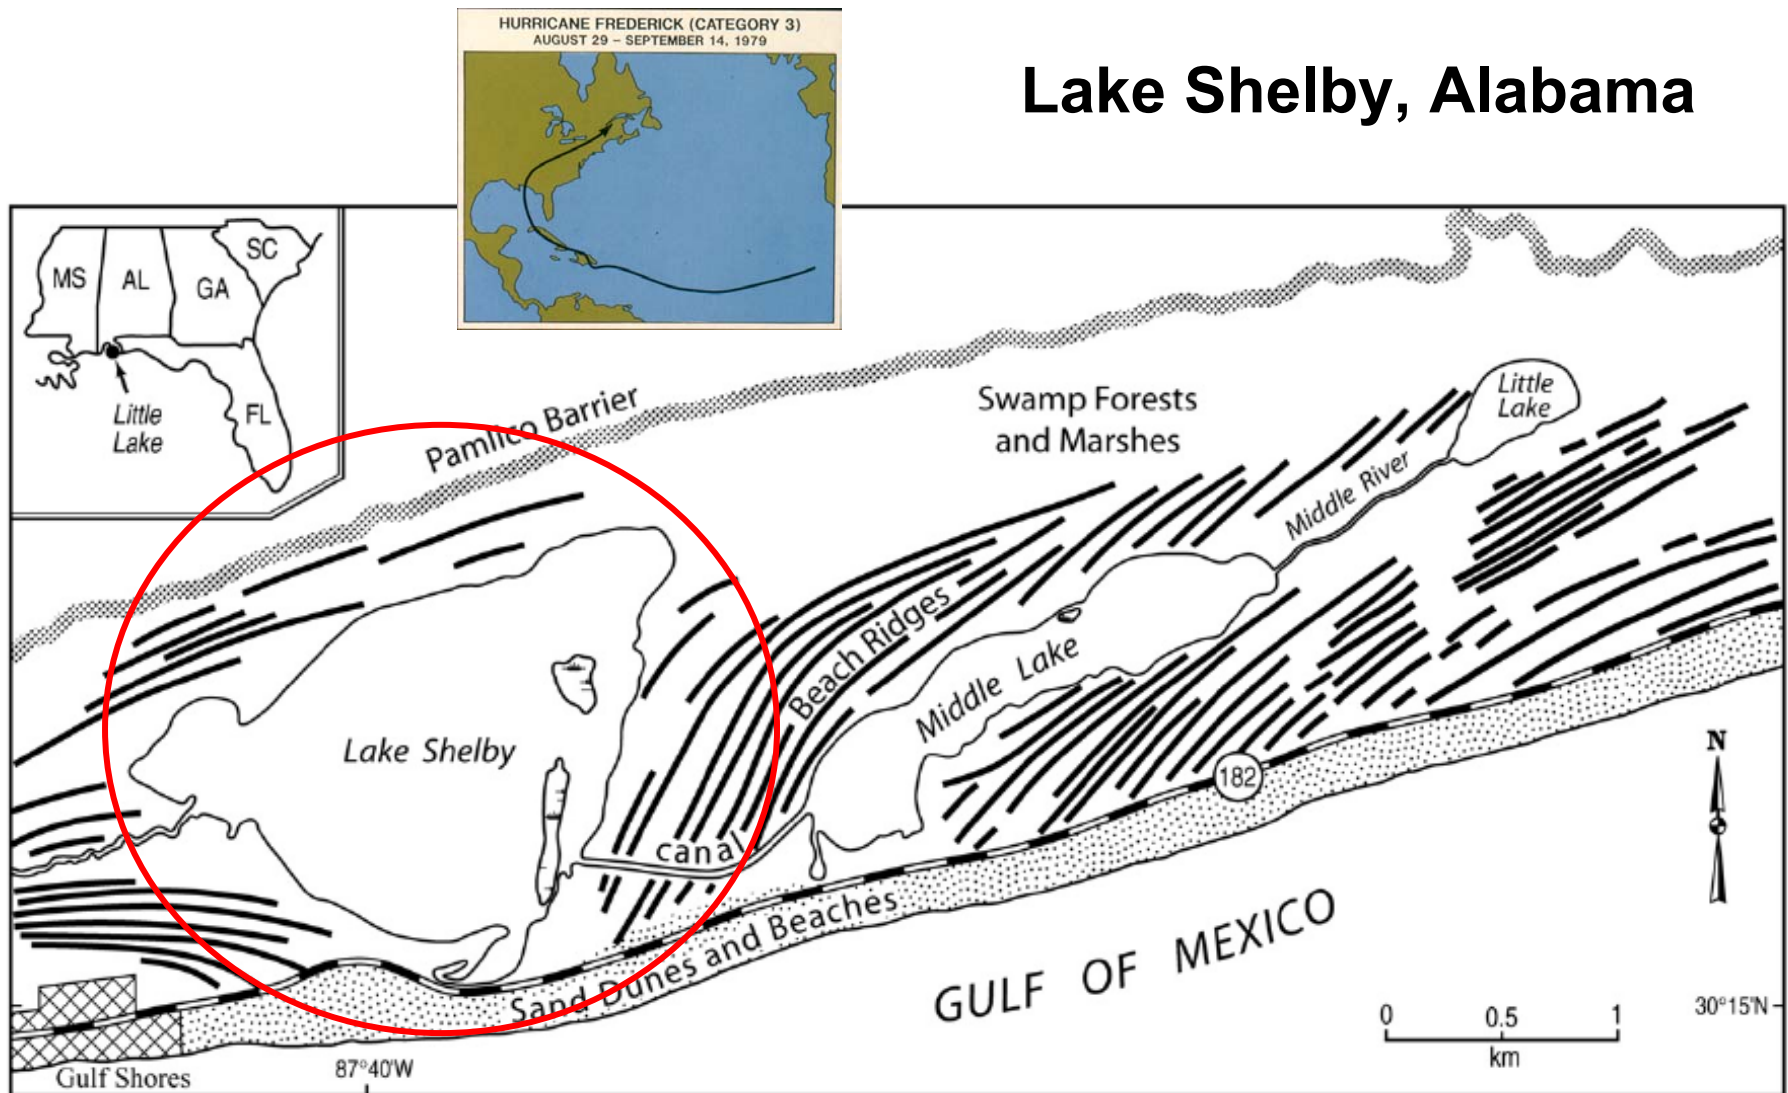 HURRICANE FREDERICK (CATEGORY 3)
AUGUST 29 – SEPTEMBER 14, 1979
Lake Shelby, Alabama
MS
AL
GA
SC
FL
Little
Lake
Pamlico Barrier
Swamp Forests
and Marshes
Little
Lake
Middle River
Beach Ridges
Middle Lake
Lake Shelby
canal
182
N
Sand Dunes and Beaches
GULF OF MEXICO
Gulf Shores
87°40'W
30°15'N
0 0.5 1
km